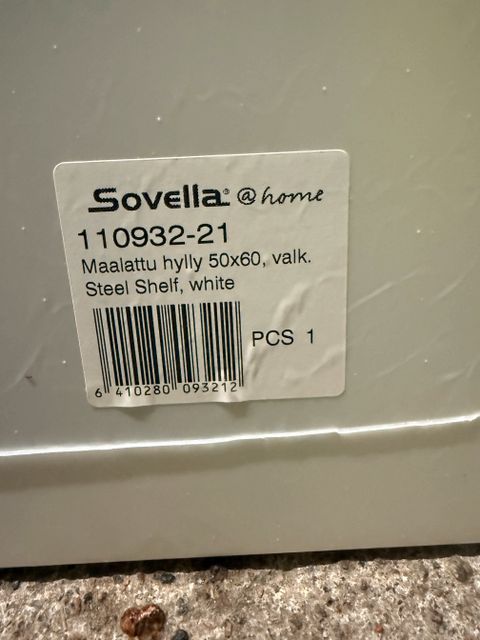 Sovella® @home
110932-21
Maalattu hylly 50x60, valk.
Steel Shelf, white
PCS 1
6 410280 093212